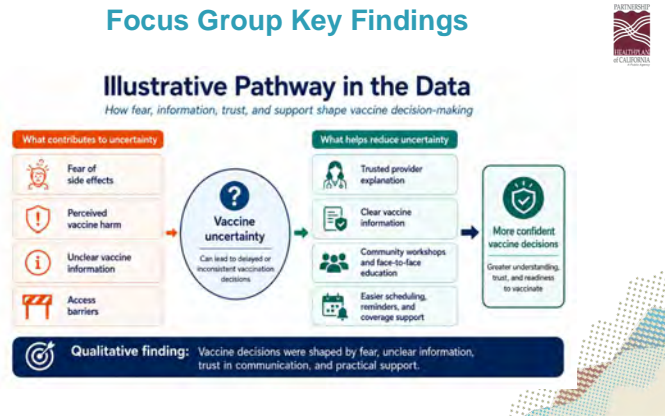 Focus Group Key Findings
PARTNERSHIP
HEALTHPLAN
of CALIFORNIA
Illustrative Pathway in the Data
How fear, information, trust, and support shape vaccine decision-making
What contributes to uncertainty
Fear of
side effects
Perceived
vaccine harm
Unclear vaccine
information
Access
barriers
Vaccine
uncertainty
Can lead to delayed or
inconsistent vaccination
decisions
What helps reduce uncertainty
Trusted provider
explanation
Clear vaccine
information
Community workshops
and face-to-face
education
Easier scheduling,
reminders, and
coverage support
More confident
vaccine decisions
Greater understanding,
trust, and readiness
to vaccinate
Qualitative finding: Vaccine decisions were shaped by fear, unclear information,
trust in communication, and practical support.